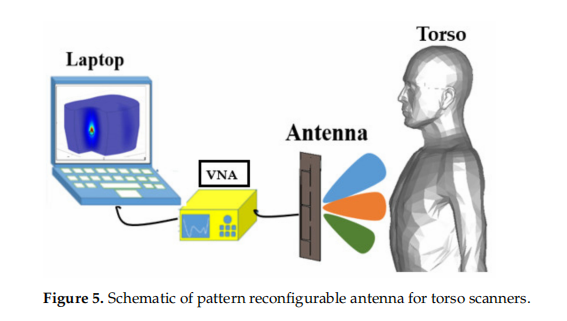 Torso
Laptop
Antenna
VNA
Figure 5. Schematic of pattern reconfigurable antenna for torso scanners.